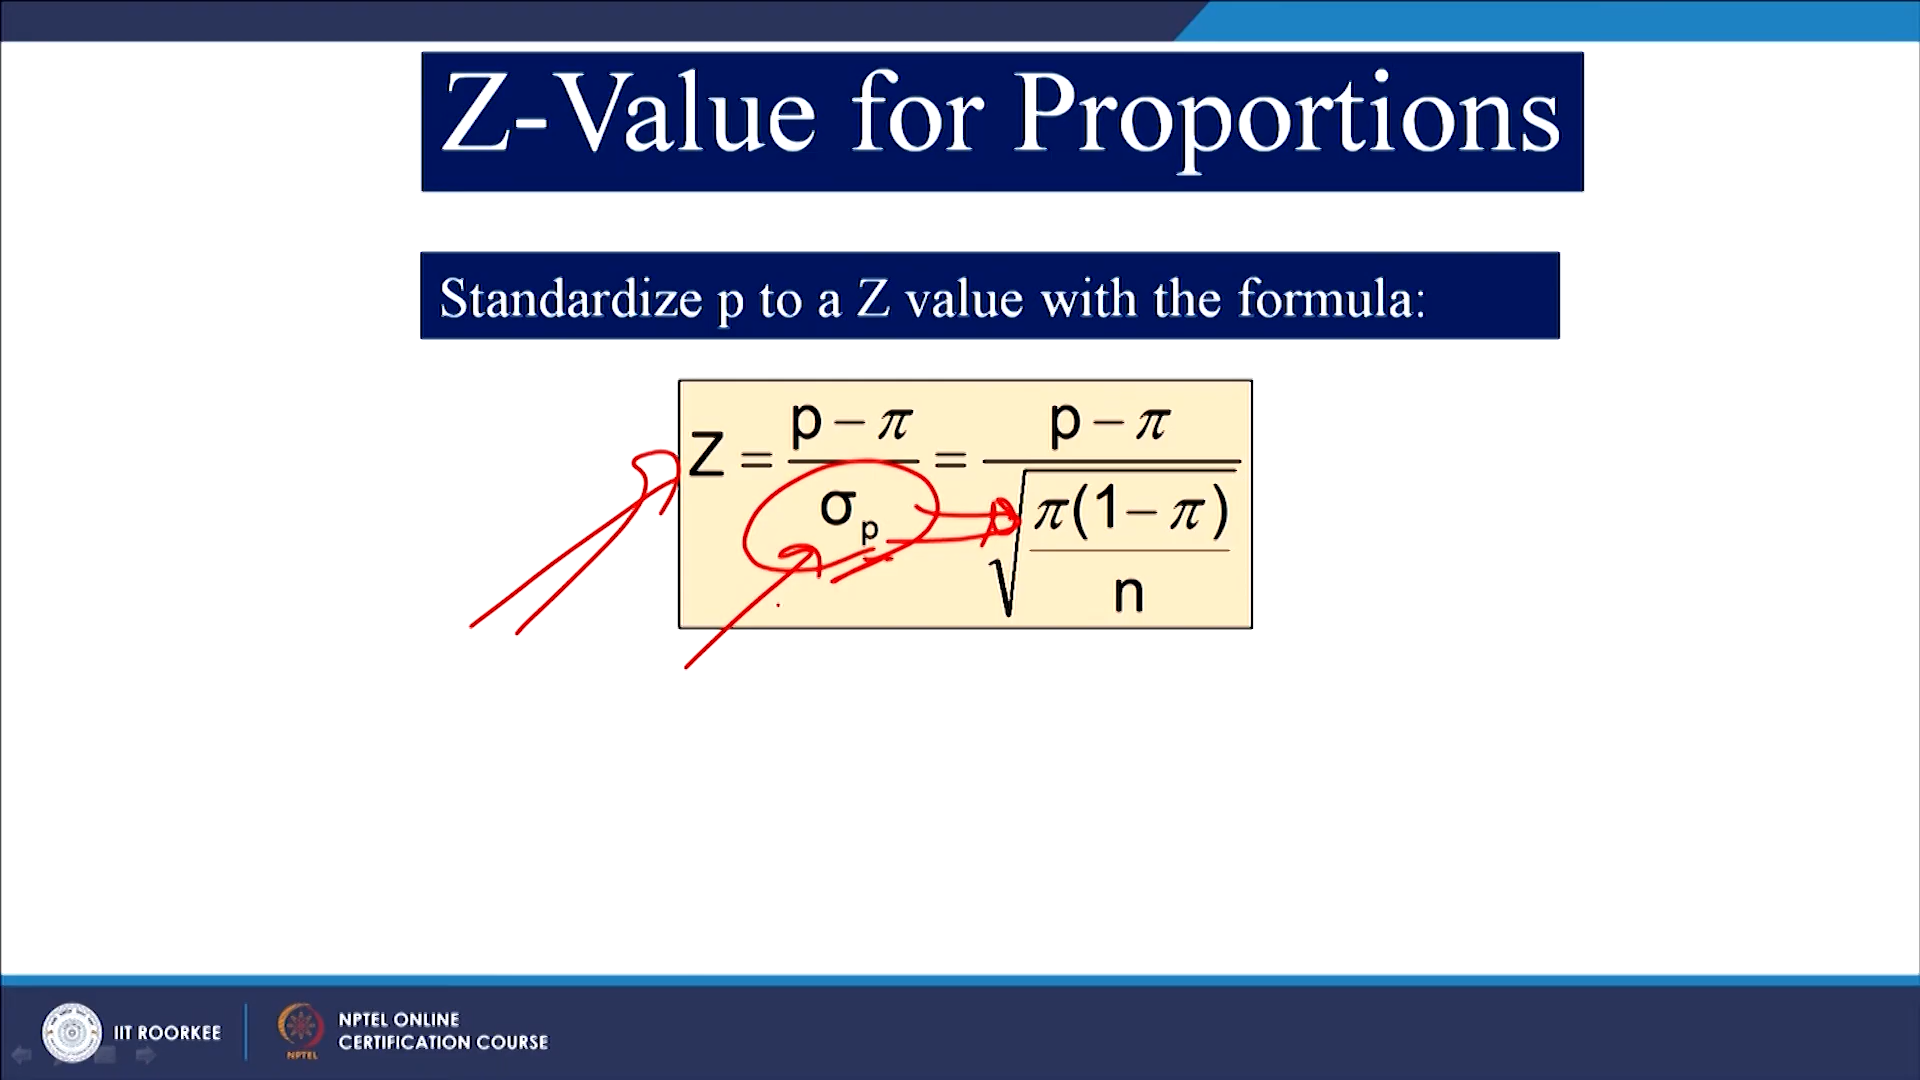 Z-Value for Proportions
Standardize p to a Z value with the formula:
Z = (p − π)/σₚ = (p − π)/√(π(1 − π)/n)
IIT ROORKEE
NPTEL
NPTEL ONLINE
CERTIFICATION COURSE